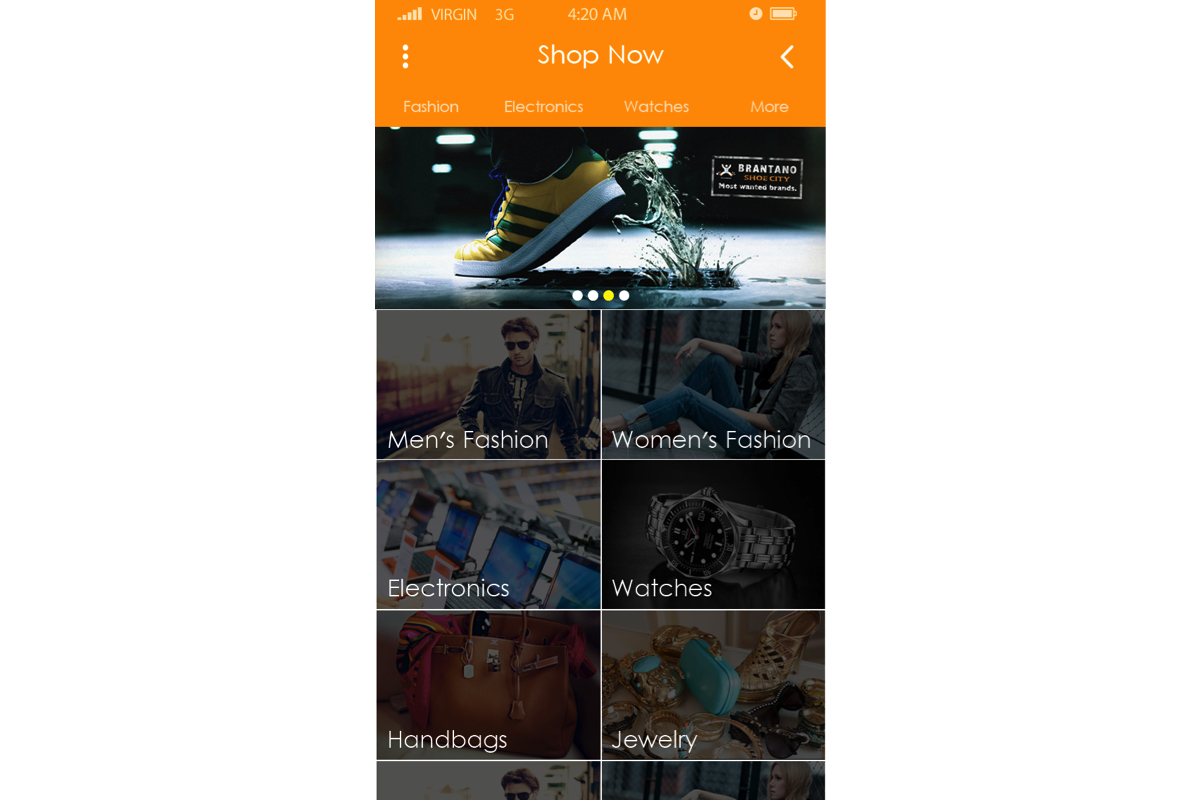 VIRGIN 3G 4:20 AM
Shop Now
Fashion Electronics Watches More
BRANTANO
SHOE CITY
Most wanted brands.
Men's Fashion Women's Fashion
Electronics Watches
Handbags Jewelry